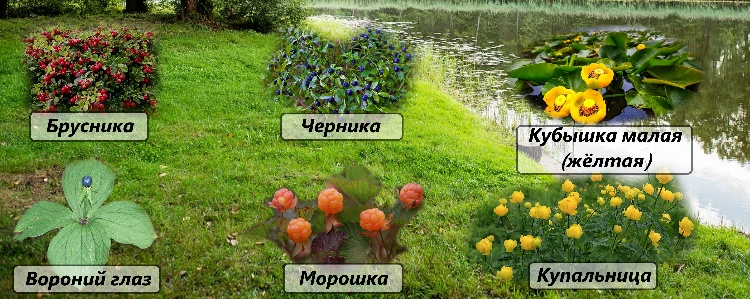 Брусника
Черника
Кубышка малая
(жёлтая)
Вороний глаз
Морошка
Купальница